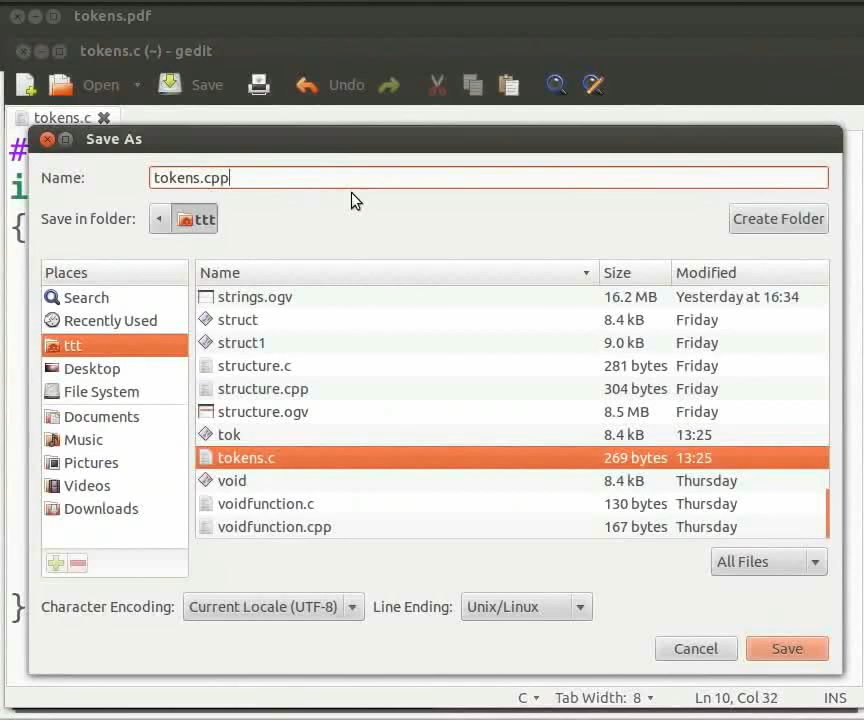 tokens.pdf
tokens.c (~) - gedit
Open Save Undo
tokens.c
#
i
{
Save As
Name: tokens.cpp
Save in folder: ttt Create Folder
Places Name Size Modified
Search strings.ogv 16.2 MB Yesterday at 16:34
Recently Used struct 8.4 kB Friday
ttt struct1 9.0 kB Friday
Desktop structure.c 281 bytes Friday
File System structure.cpp 304 bytes Friday
Documents structure.ogv 8.5 MB Friday
Music tok 8.4 kB 13:25
Pictures tokens.c 269 bytes 13:25
Videos void 8.4 kB Thursday
Downloads voidfunction.c 130 bytes Thursday
voidfunction.cpp 167 bytes Thursday
All Files
}
Character Encoding: Current Locale (UTF-8) Line Ending: Unix/Linux
Cancel Save
C Tab Width: 8 Ln 10, Col 32 INS